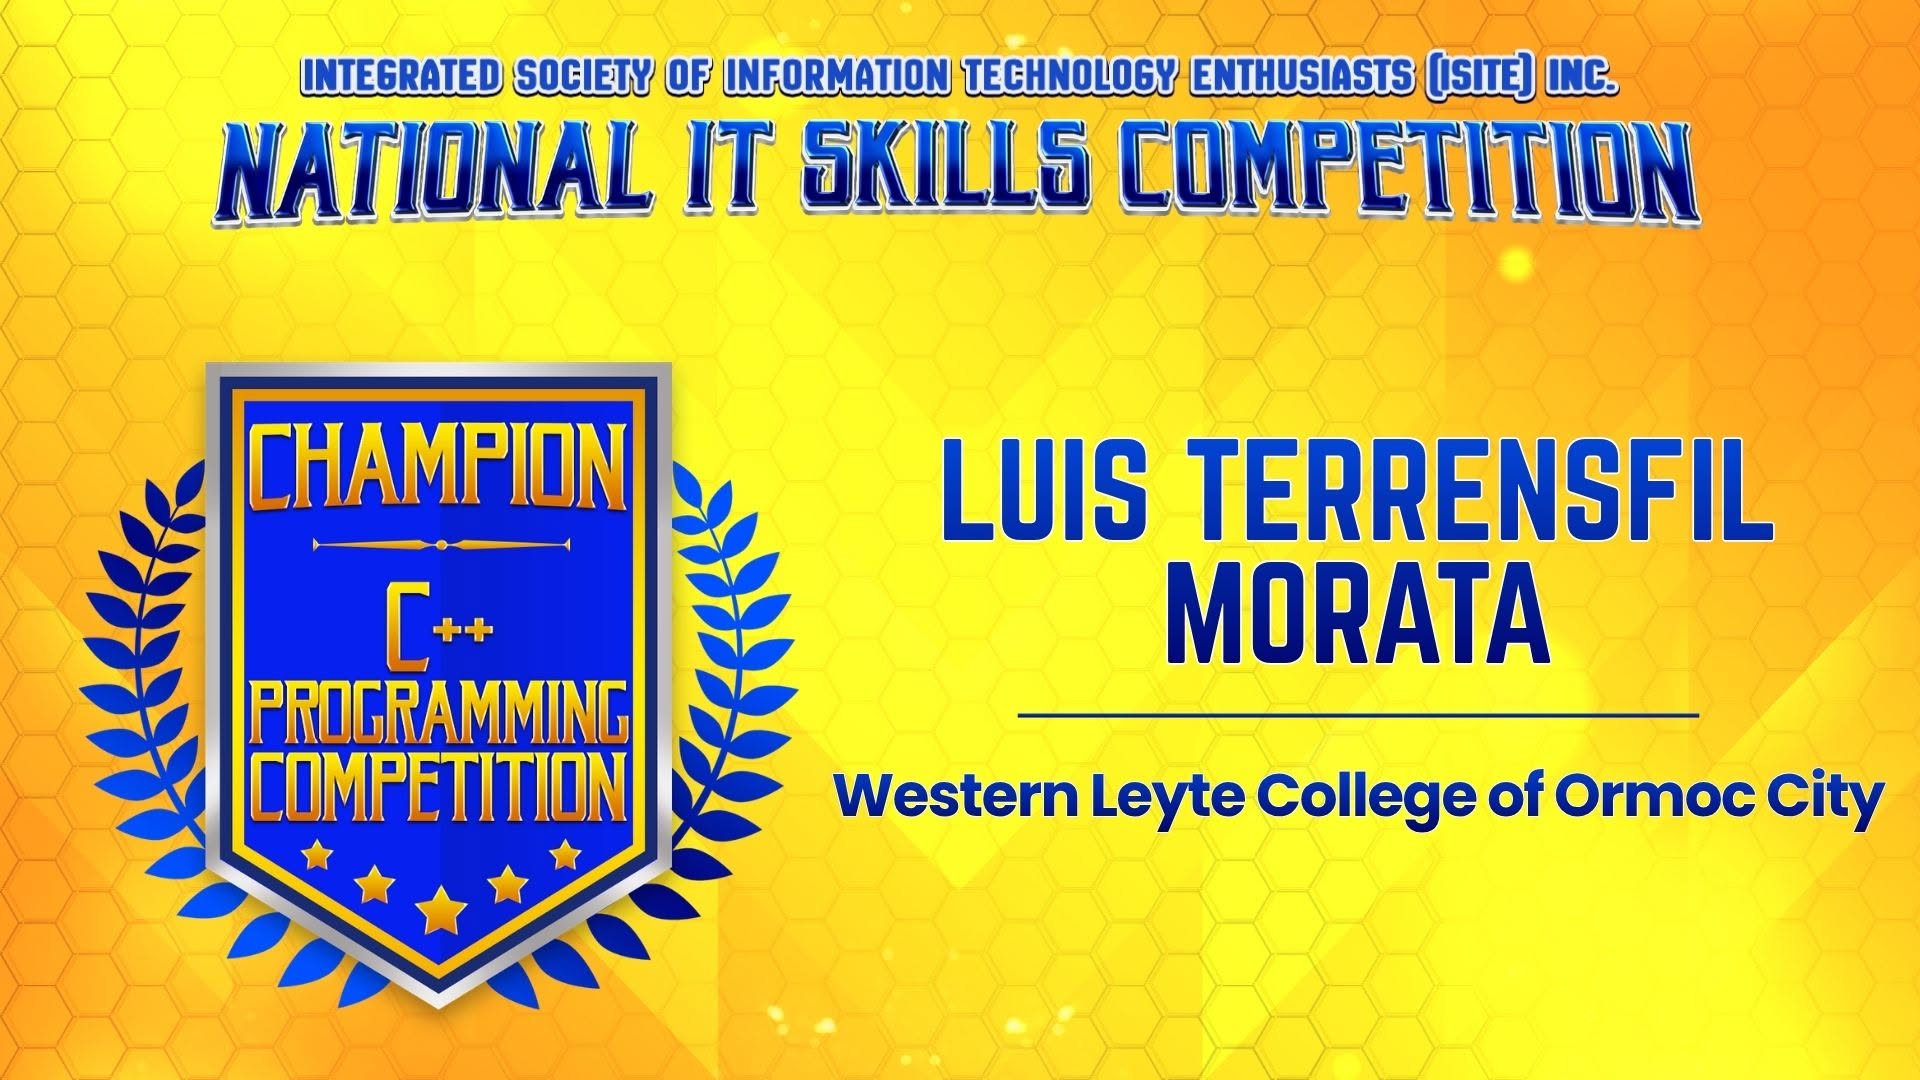 INTEGRATED SOCIETY OF INFORMATION TECHNOLOGY ENTHUSIASTS (ISITE) INC.
NATIONAL IT SKILLS COMPETITION
CHAMPION
C++
PROGRAMMING
COMPETITION
LUIS TERRENSFIL
MORATA
Western Leyte College of Ormoc City